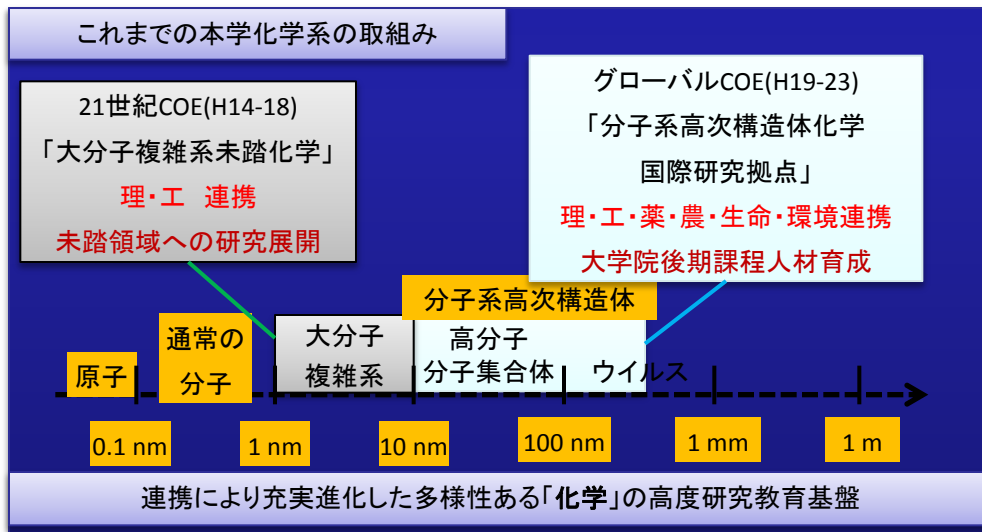 これまでの本学化学系の取組み
21世紀COE(H14-18)
「大分子複雑系未踏化学」
理・工 連携
未踏領域への研究展開
グローバルCOE(H19-23)
「分子系高次構造体化学
国際研究拠点」
理・工・薬・農・生命・環境連携
大学院後期課程人材育成
分子系高次構造体
原子
通常の
分子
大分子
複雑系
高分子
分子集合体
ウイルス
0.1 nm
1 nm
10 nm
100 nm
1 mm
1 m
連携により充実進化した多様性ある「化学」の高度研究教育基盤